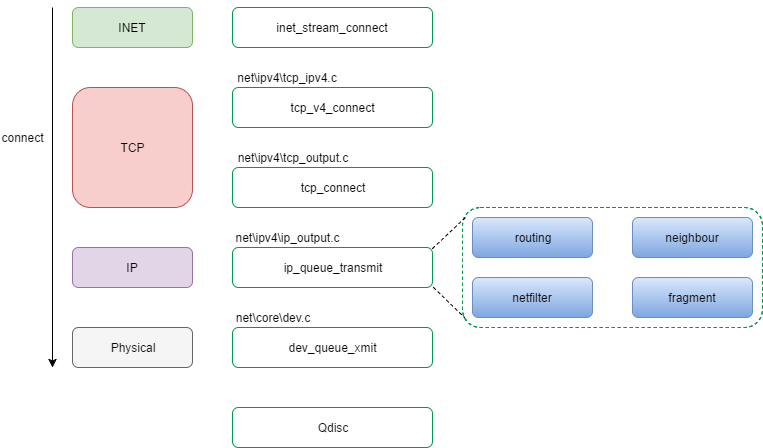 INET
inet_stream_connect
net\ipv4\tcp_ipv4.c
tcp_v4_connect
connect
TCP
net\ipv4\tcp_output.c
tcp_connect
net\ipv4\ip_output.c
IP
ip_queue_transmit
routing
neighbour
netfilter
fragment
net\core\dev.c
Physical
dev_queue_xmit
Qdisc